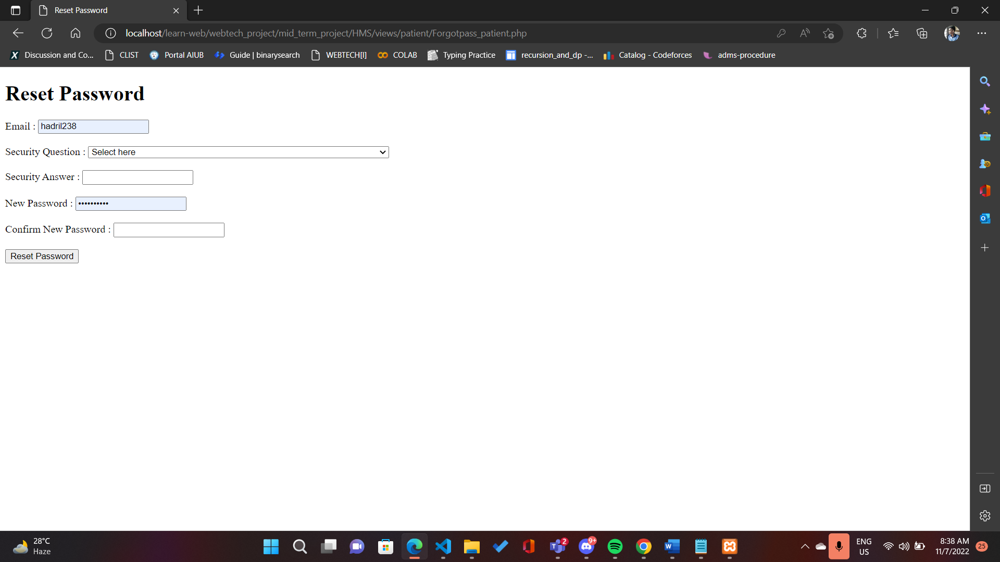 Reset Password
localhost/learn-web/webtech_project/mid_term_project/HMS/views/patient/Forgotpass_patient.php
Discussion and Co... CLIST Portal AIUB Guide | binarysearch WEBTECH[I] COLAB Typing Practice recursion_and_dp -... Catalog - Codeforces adms-procedure
Reset Password
Email : hadril238
Security Question : Select here
Security Answer :
New Password : ••••••••••
Confirm New Password :
Reset Password
28°C
Haze
2
9+
ENG
US
8:38 AM
11/7/2022
25